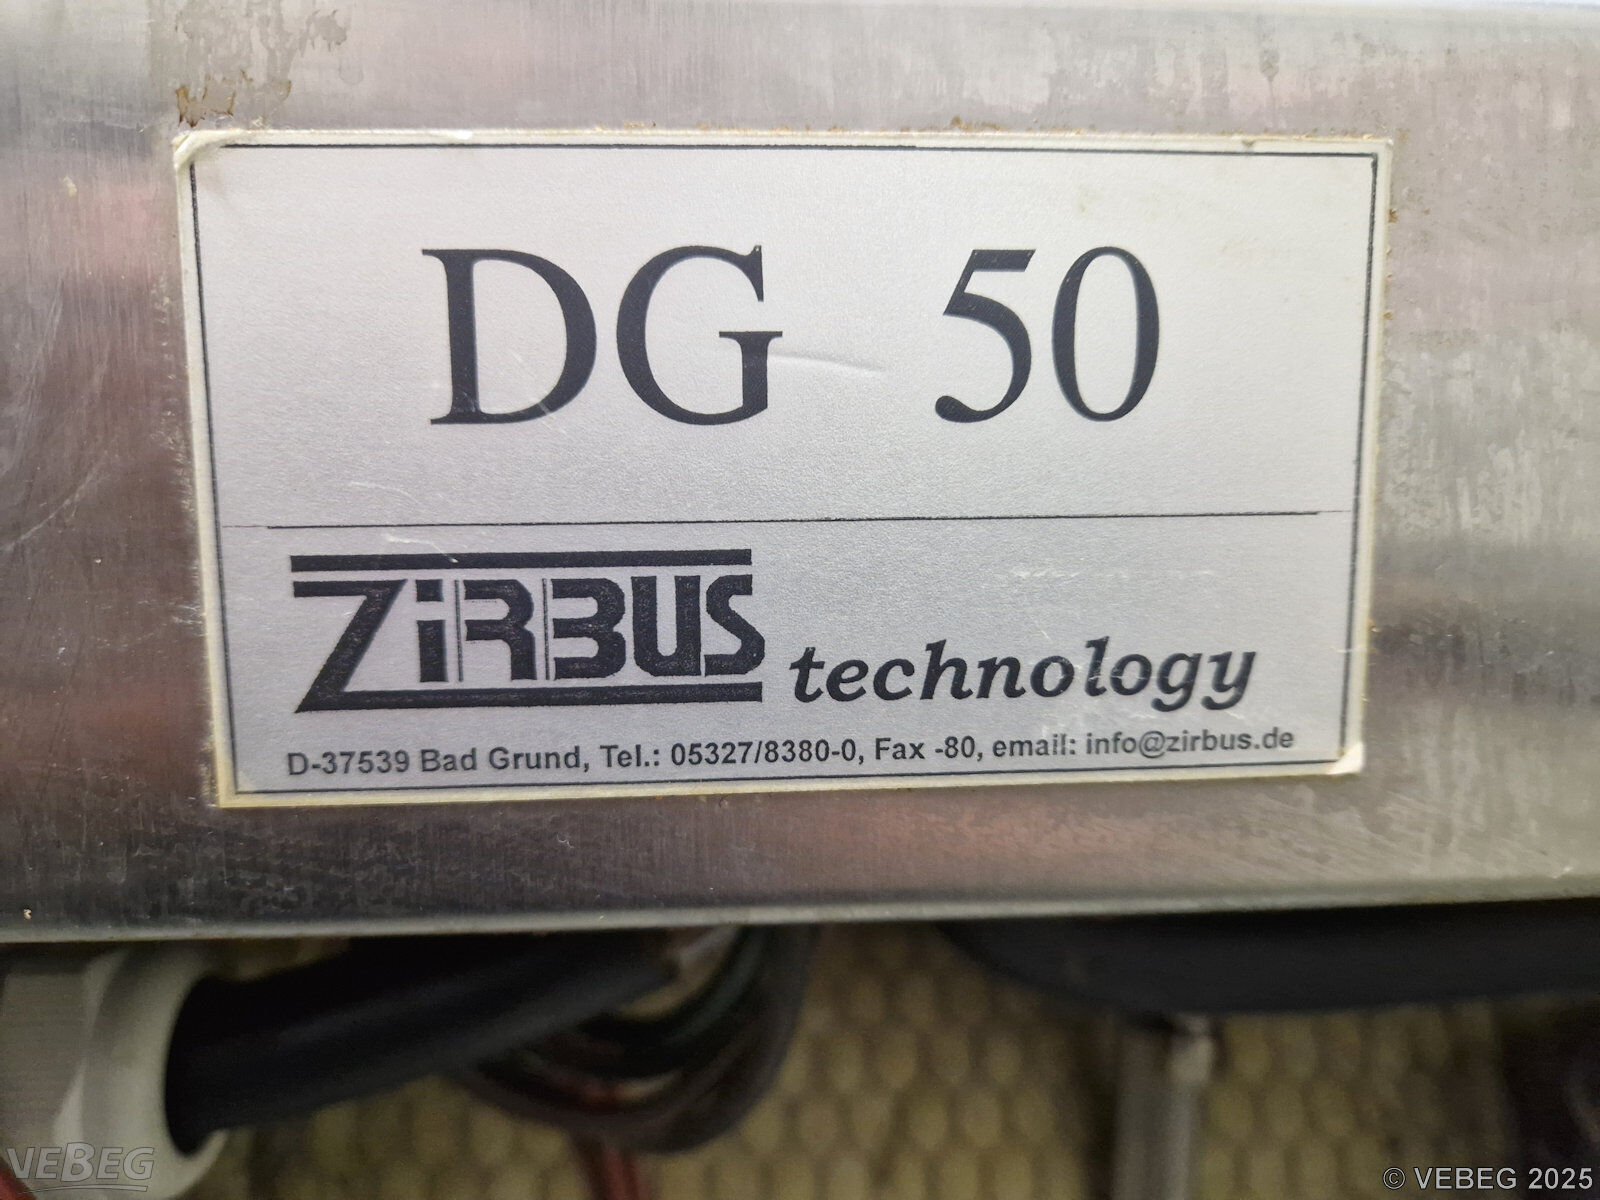 DG 50
ZiRBUS technology
D-37539 Bad Grund, Tel.: 05327/8380-0, Fax -80, email: info@zirbus.de
VEBEG
© VEBEG 2025